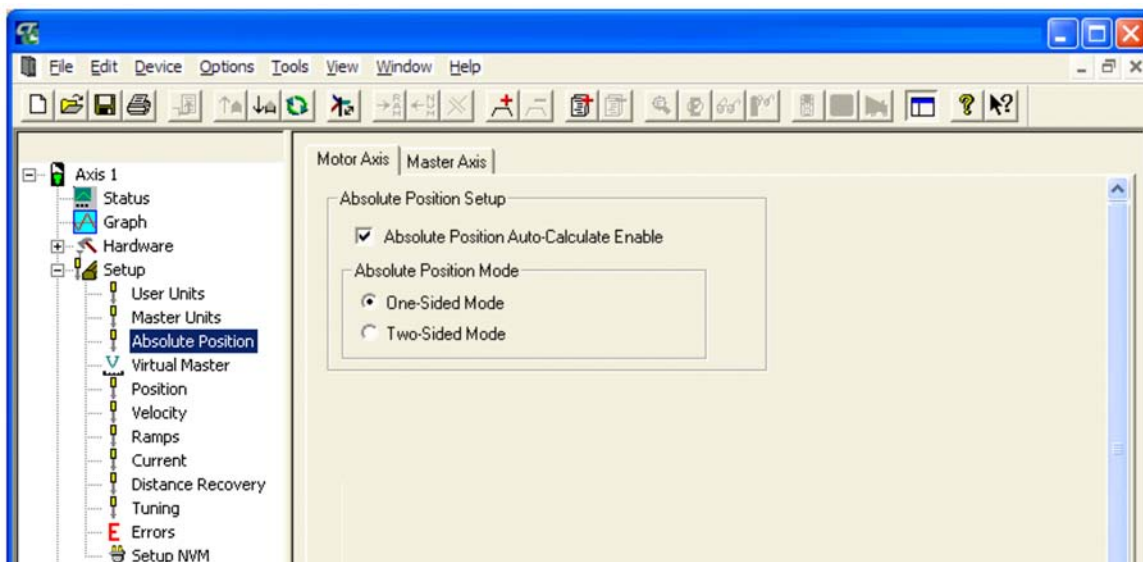 File Edit Device Options Tools View Window Help
Axis 1
Status
Graph
Hardware
Setup
User Units
Master Units
Absolute Position
Virtual Master
Position
Velocity
Ramps
Current
Distance Recovery
Tuning
E Errors
Setup NVM
Motor Axis Master Axis
Absolute Position Setup
Absolute Position Auto-Calculate Enable
Absolute Position Mode
One-Sided Mode
Two-Sided Mode